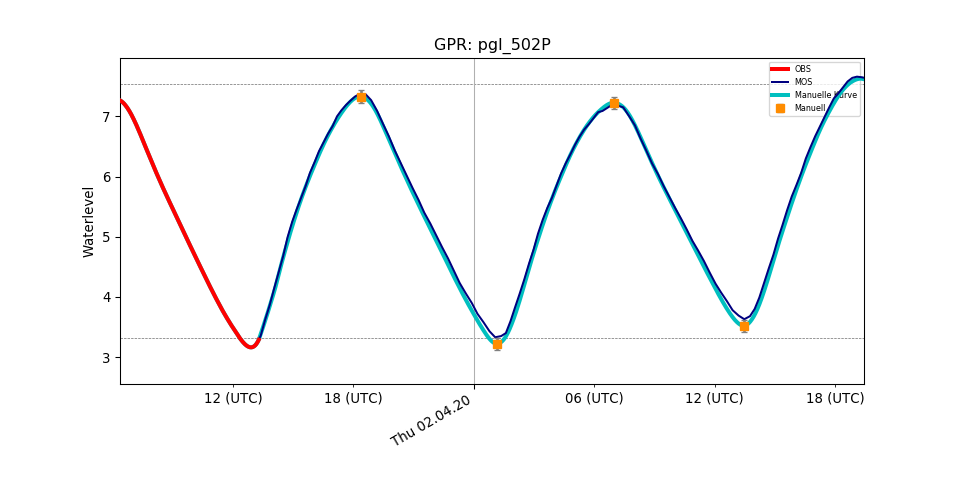 GPR: pgl_502P
OBS
MOS
Manuelle Kurve
Manuell
Waterlevel
7
6
5
4
3
12 (UTC)
18 (UTC)
Thu 02.04.20
06 (UTC)
12 (UTC)
18 (UTC)